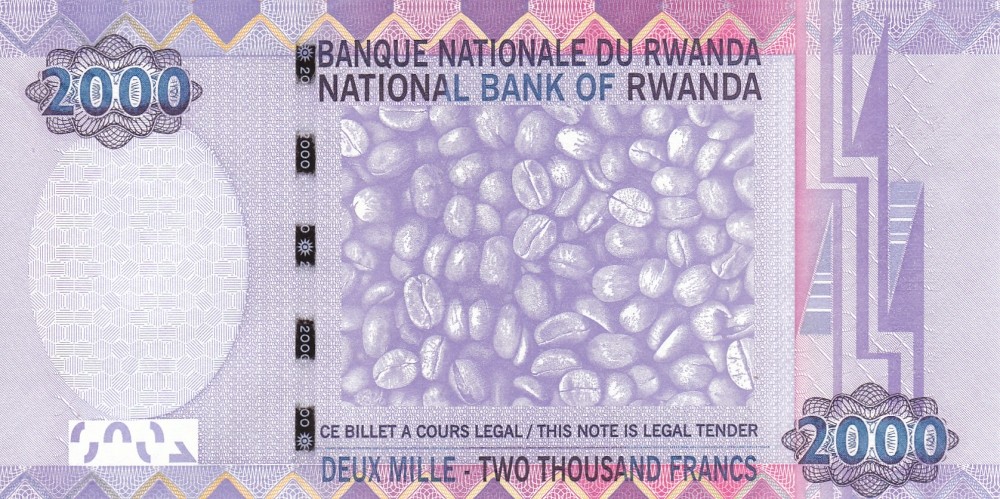 BANQUE NATIONALE DU RWANDA
NATIONAL BANK OF RWANDA
2000
CE BILLET A COURS LEGAL / THIS NOTE IS LEGAL TENDER
DEUX MILLE - TWO THOUSAND FRANCS
2000